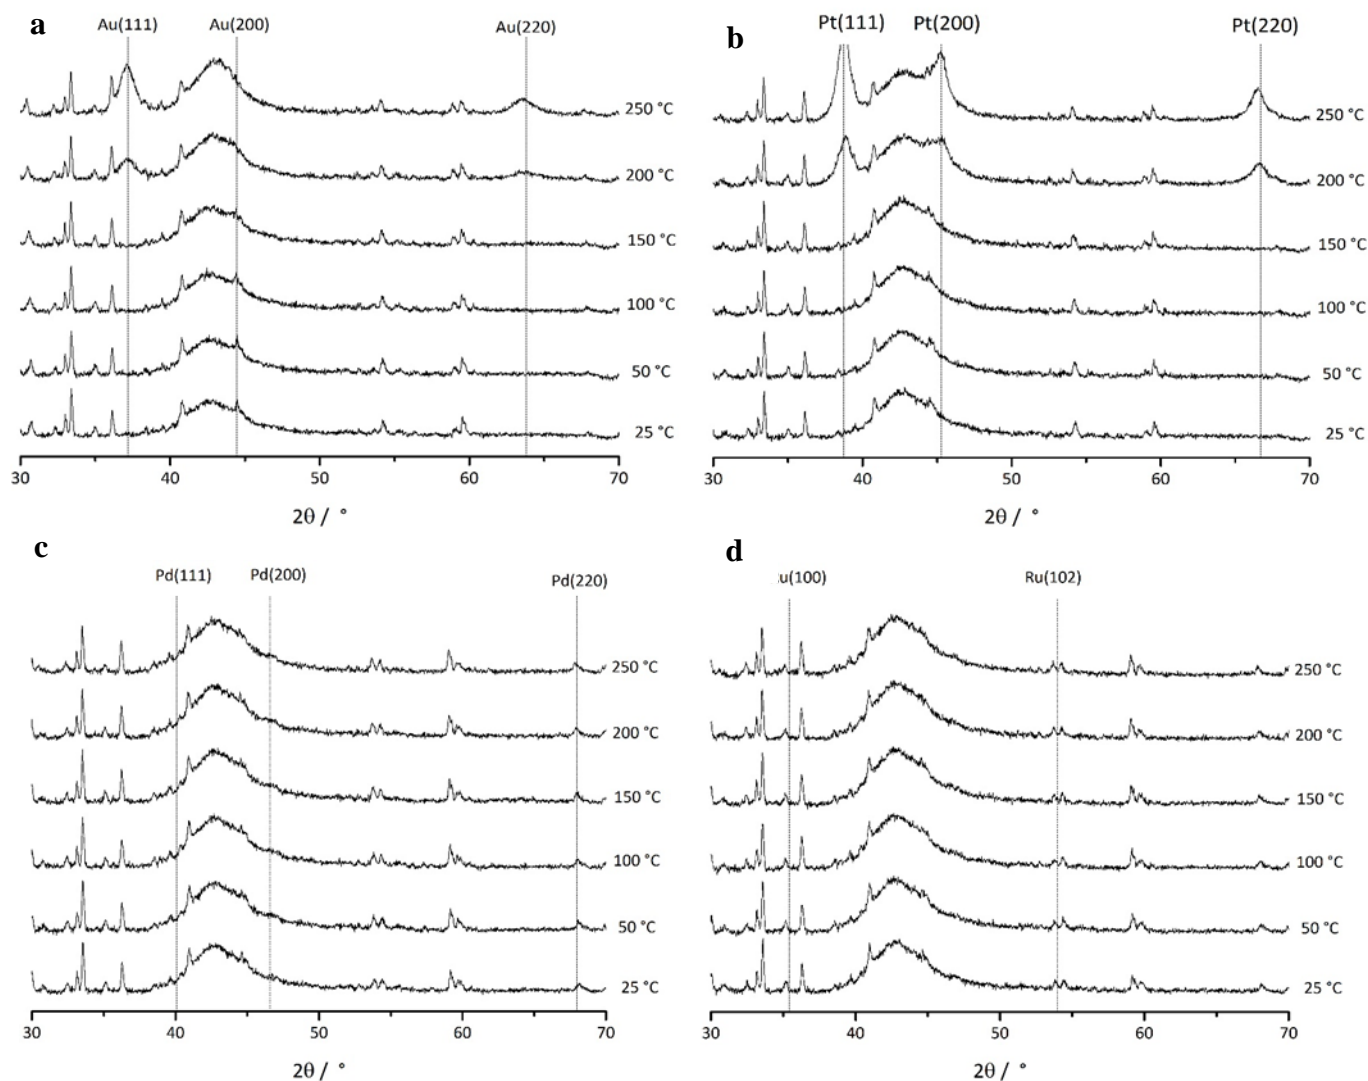 a
Au(111) Au(200) Au(220)
250 °C
200 °C
150 °C
100 °C
50 °C
25 °C
30 40 50 60 70
2θ / °
b
Pt(111) Pt(200) Pt(220)
250 °C
200 °C
150 °C
100 °C
50 °C
25 °C
30 40 50 60 70
2θ / °
c
Pd(111) Pd(200) Pd(220)
250 °C
200 °C
150 °C
100 °C
50 °C
25 °C
30 40 50 60 70
2θ / °
d
u(100) Ru(102)
250 °C
200 °C
150 °C
100 °C
50 °C
25 °C
30 40 50 60 70
2θ / °